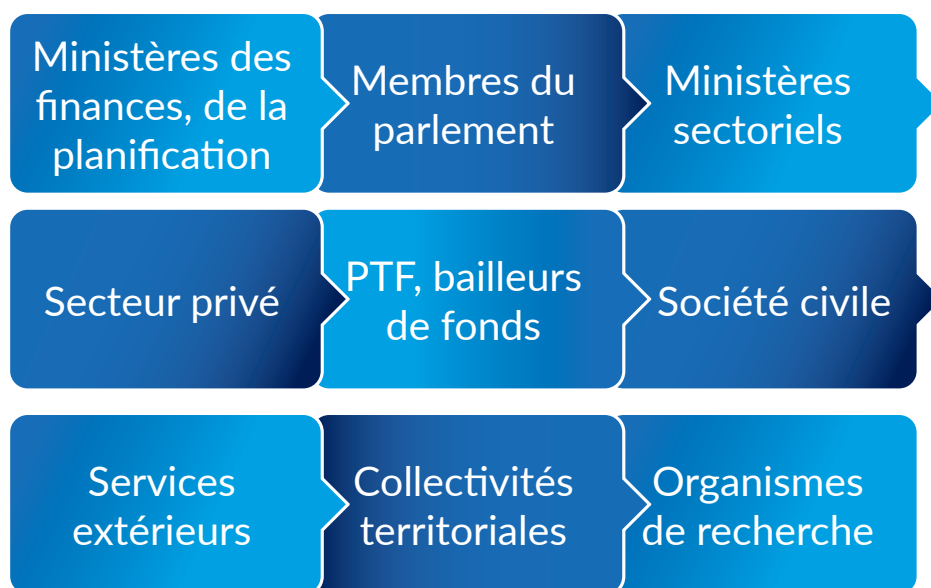 Ministères des
finances, de la
planification
Membres du
parlement
Ministères
sectoriels
Secteur privé
PTF, bailleurs
de fonds
Société civile
Services
extérieurs
Collectivités
territoriales
Organismes
de recherche